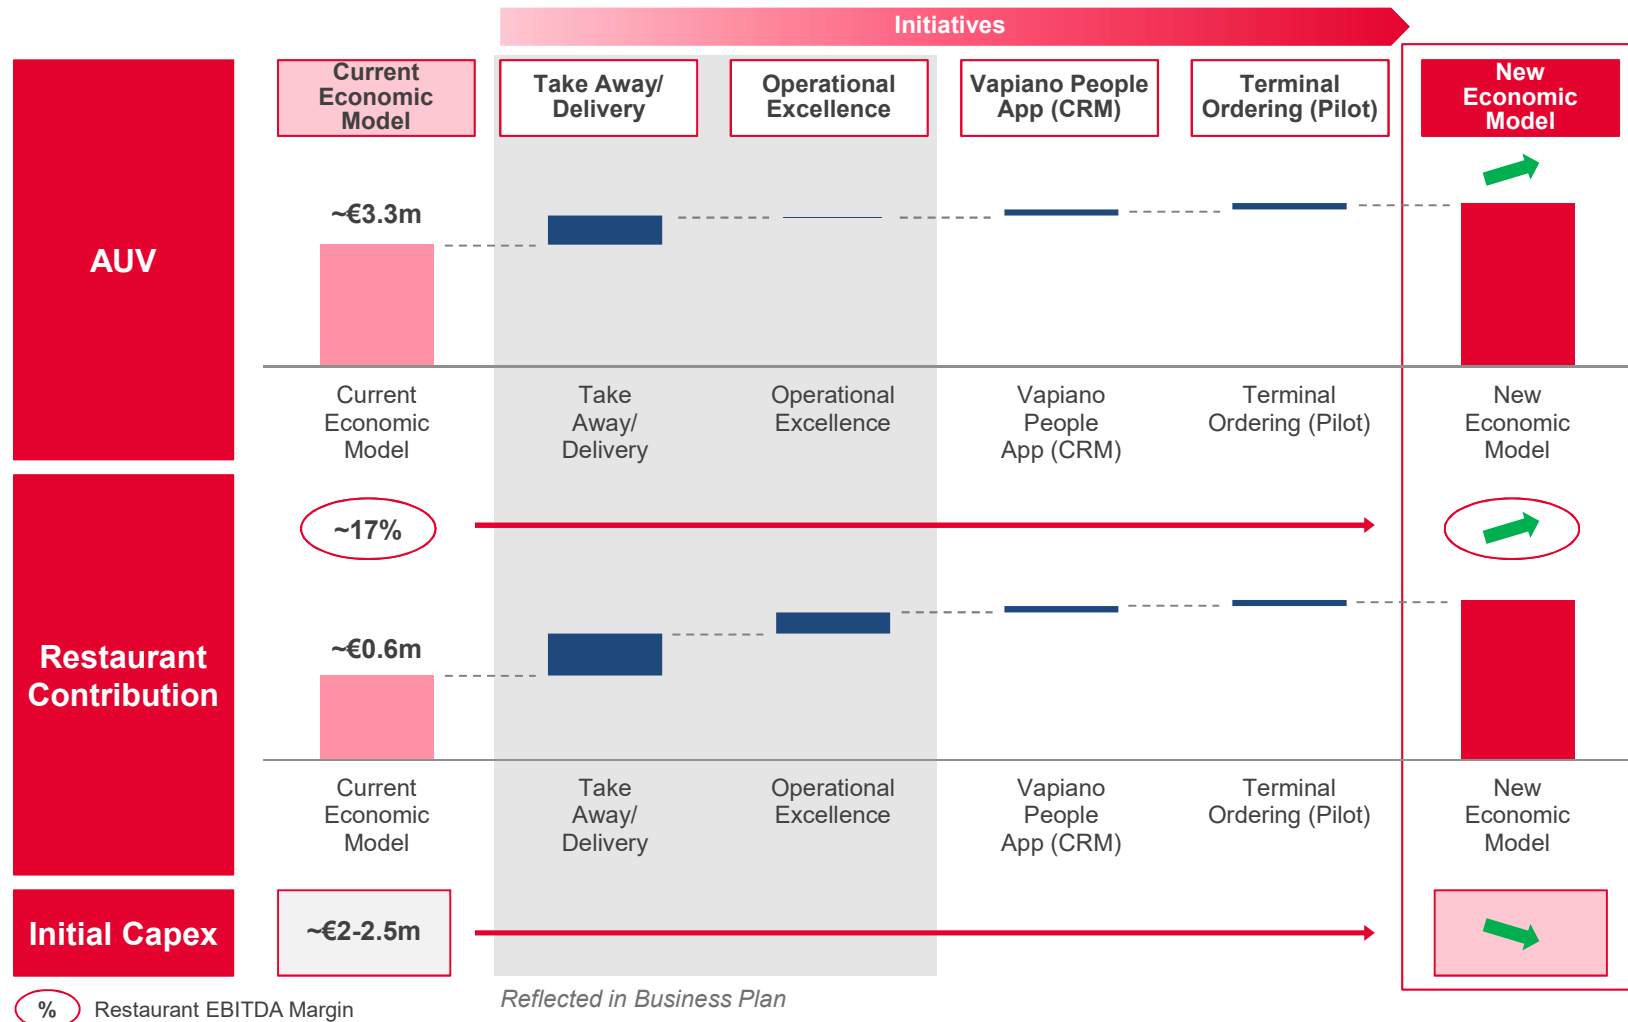 Initiatives
Current
Economic
Model
Take Away/
Delivery
Operational
Excellence
Vapiano People
App (CRM)
Terminal
Ordering (Pilot)
New
Economic
Model
AUV
~€3.3m
Current
Economic
Model
Take
Away/
Delivery
Operational
Excellence
Vapiano
People
App (CRM)
Terminal
Ordering (Pilot)
New
Economic
Model
Restaurant
Contribution
~17%
~€0.6m
Current
Economic
Model
Take
Away/
Delivery
Operational
Excellence
Vapiano
People
App (CRM)
Terminal
Ordering (Pilot)
New
Economic
Model
Initial Capex
~€2-2.5m
% Restaurant EBITDA Margin
Reflected in Business Plan